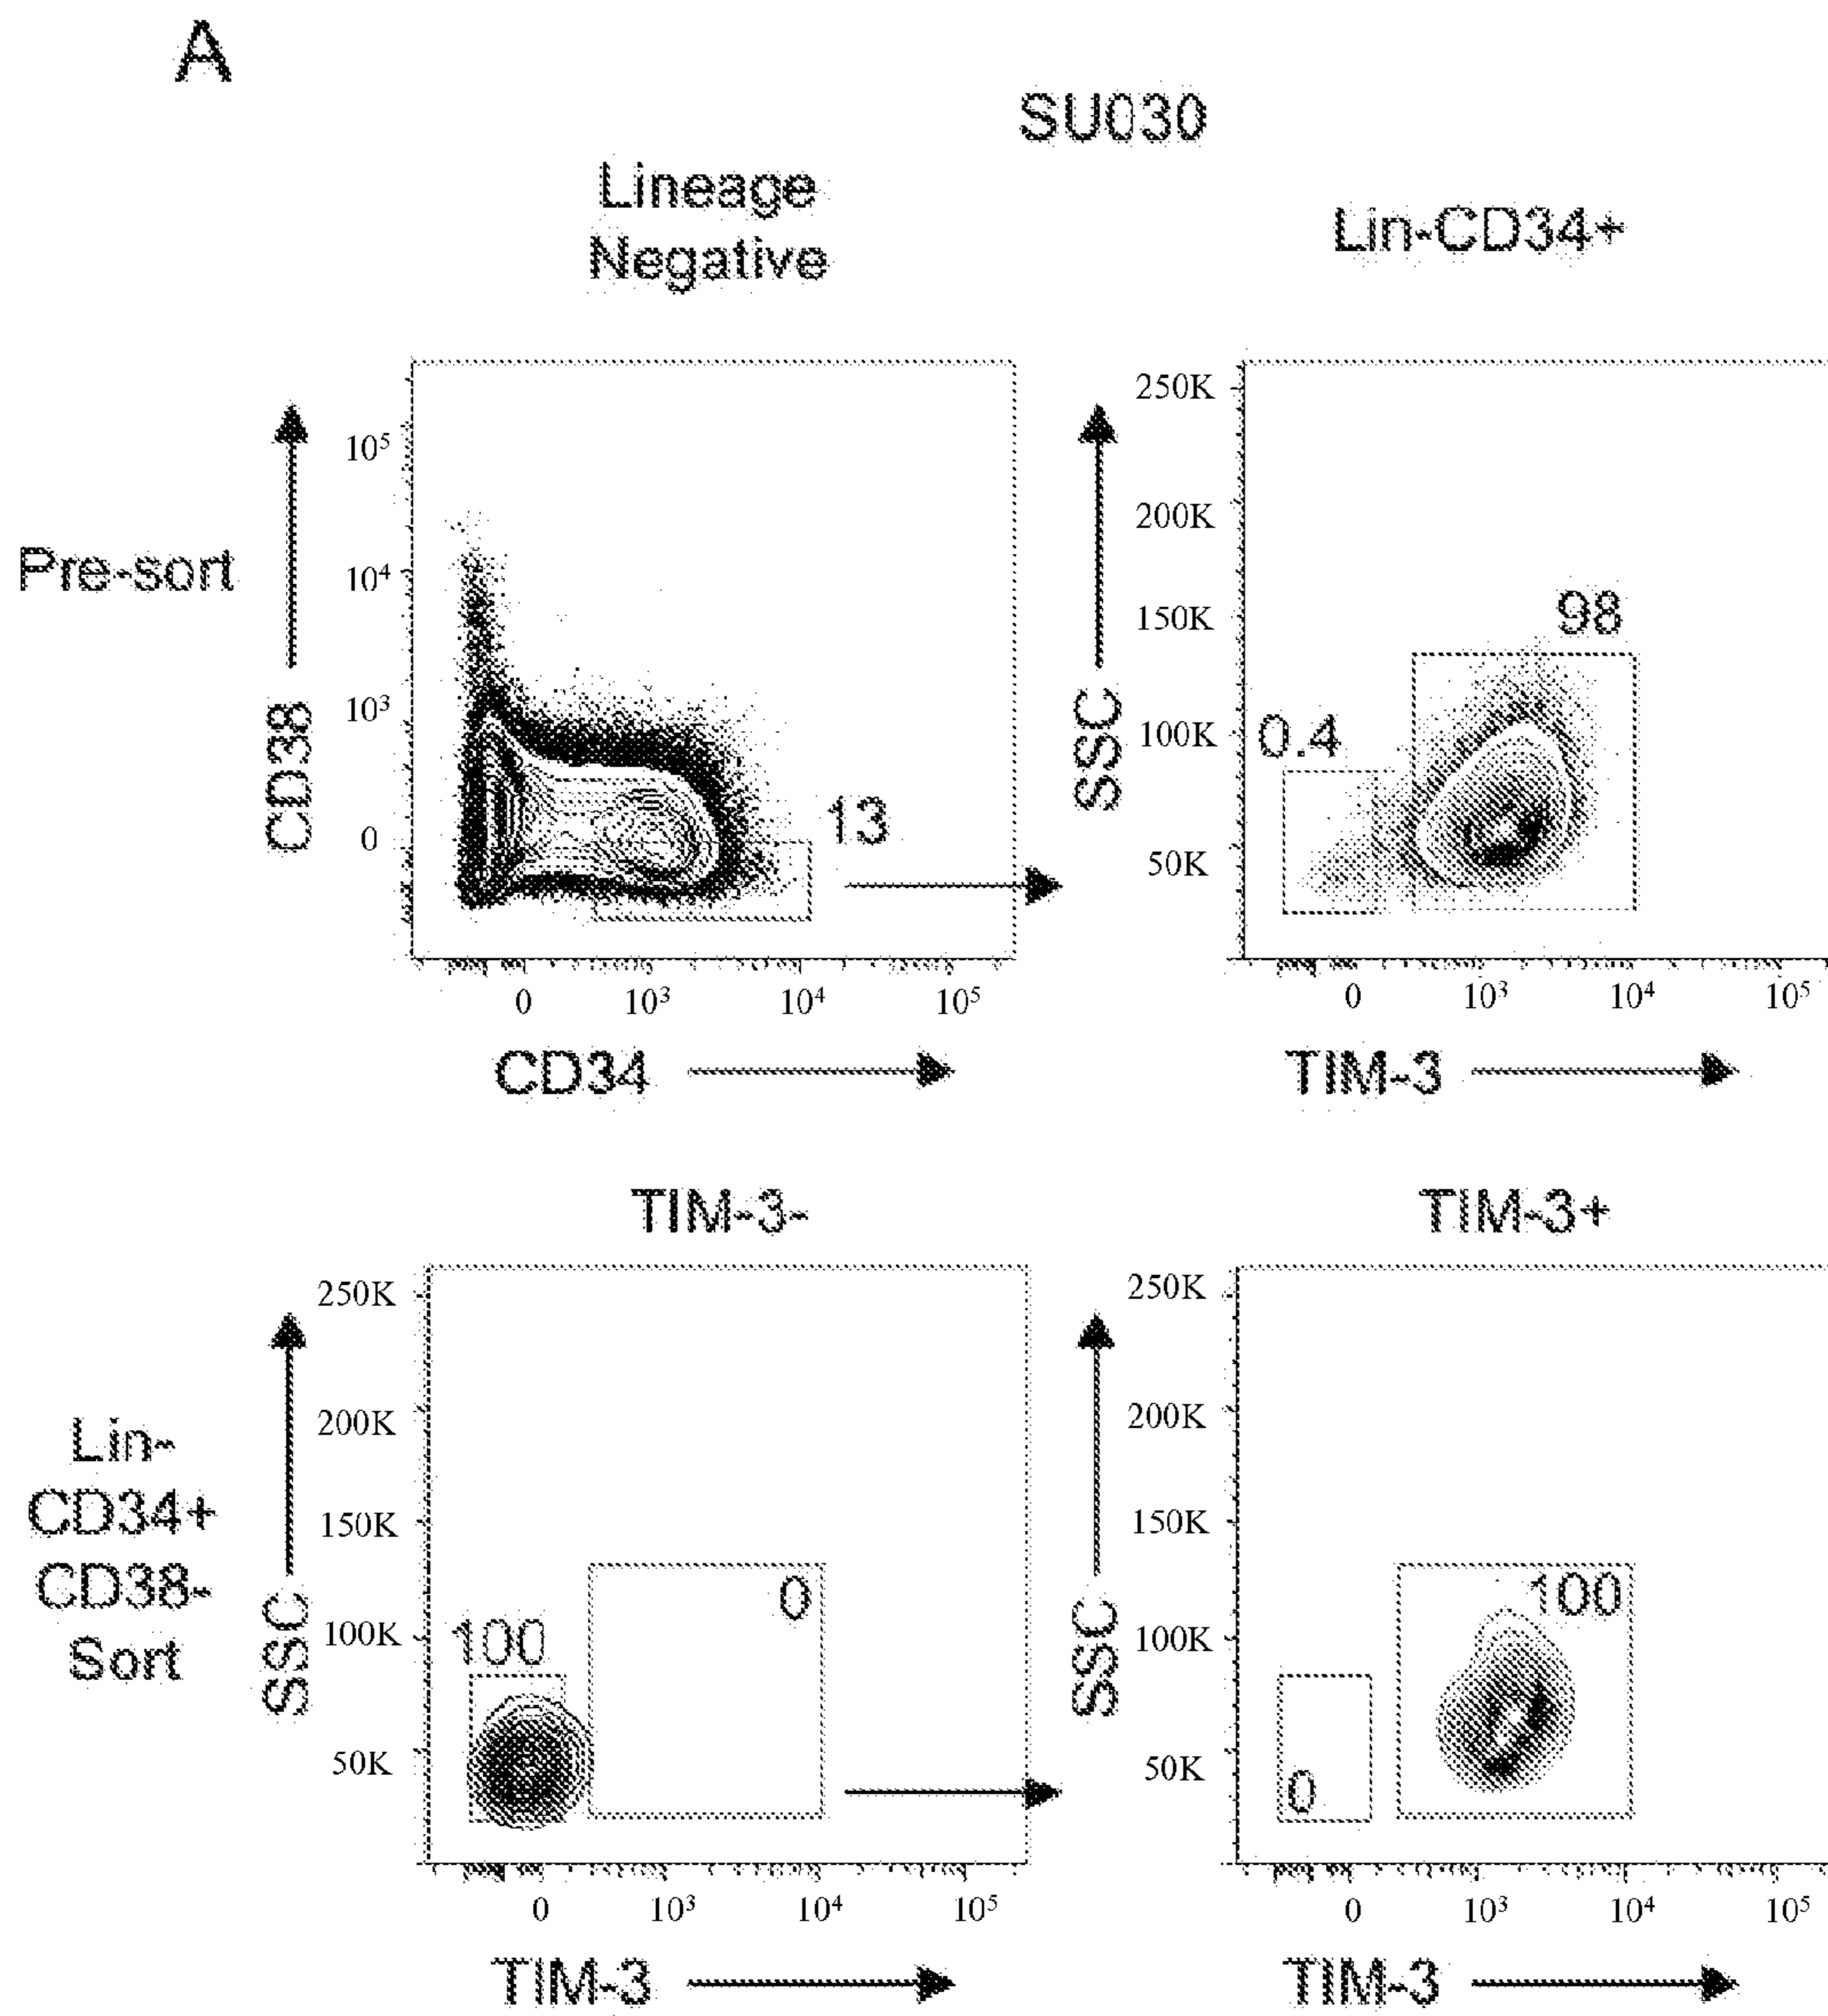 A
SU030
Lineage
Negative
Lin-CD34+
Pre-sort
CD38
10⁵
10⁴
10³
0
13
0
10³
10⁴
10⁵
CD34
SSC
250K
200K
150K
100K
50K
98
0.4
0
10³
10⁴
10⁵
TIM-3
TIM-3-
TIM-3+
Lin-
CD34+
CD38-
Sort
SSC
250K
200K
150K
100K
50K
100
0
0
10³
10⁴
10⁵
TIM-3
SSC
250K
200K
150K
100K
50K
100
0
0
10³
10⁴
10⁵
TIM-3